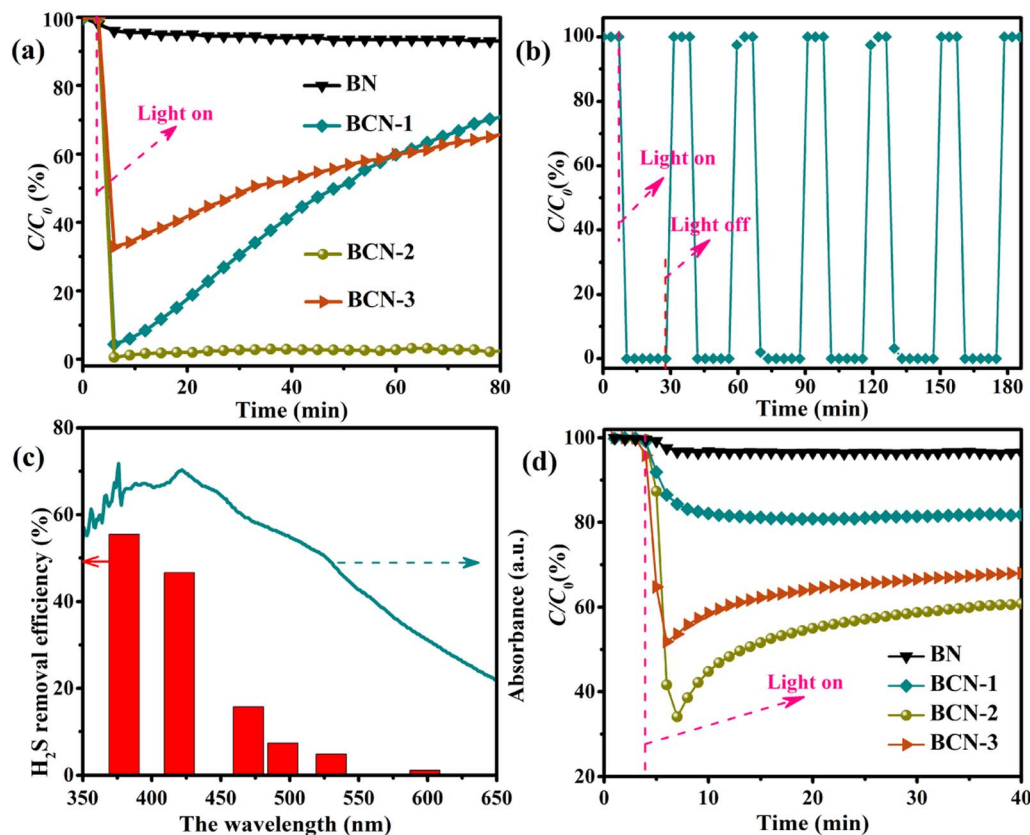 (a)
100
80
60
40
20
0
C/C₀ (%)
0 20 40 60 80
Time (min)
Light on
BN
BCN-1
BCN-2
BCN-3
(b)
100
80
60
40
20
0
C/C₀(%)
0 30 60 90 120 150 180
Time (min)
Light on
Light off
(c)
80
60
40
20
0
H₂S removal efficiency (%)
Absorbance (a.u.)
350 400 450 500 550 600 650
The wavelength (nm)
(d)
100
80
60
40
20
C/C₀(%)
0 10 20 30 40
Time (min)
Light on
BN
BCN-1
BCN-2
BCN-3